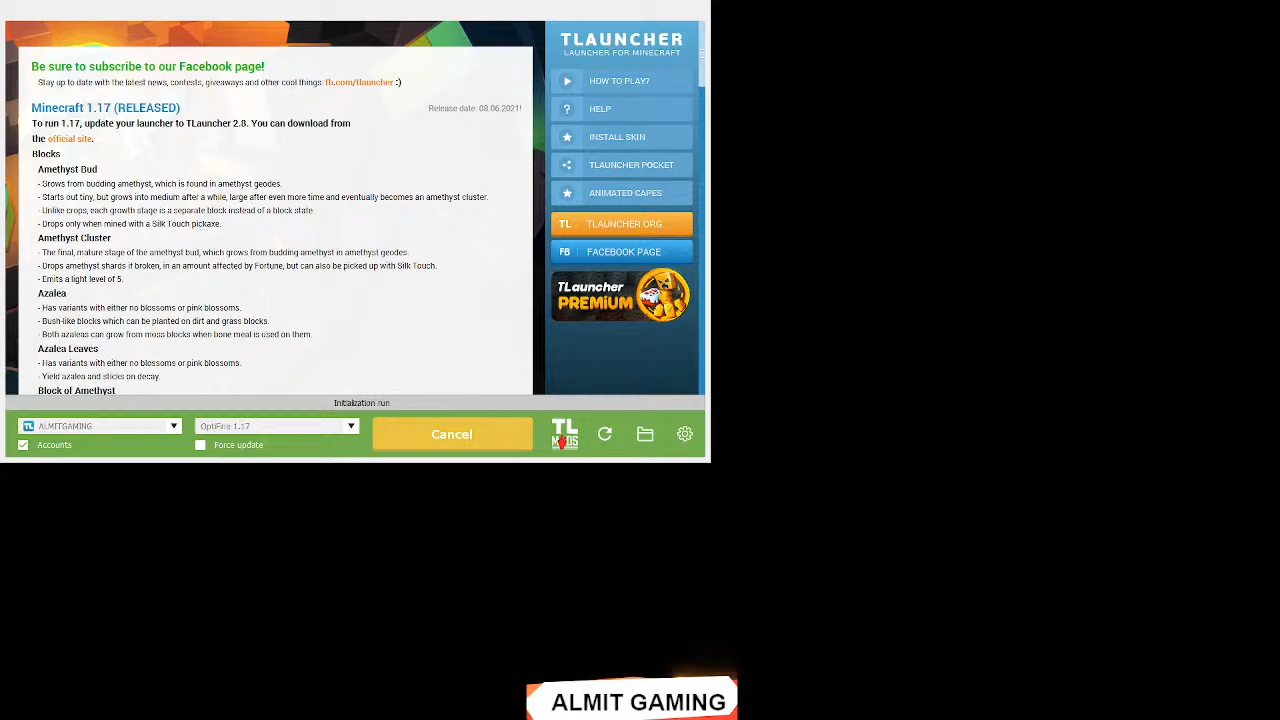 Be sure to subscribe to our Facebook page!
Stay up to date with the latest news, contests, giveaways and other cool things: fb.com/tlauncher :)
Minecraft 1.17 (RELEASED)
Release date: 08.06.2021!
To run 1.17, update your launcher to TLauncher 2.8. You can download from
the official site.
Blocks
Amethyst Bud
- Grows from budding amethyst, which is found in amethyst geodes.
- Starts out tiny, but grows into medium after a while, large after even more time and eventually becomes an amethyst cluster.
- Unlike crops, each growth stage is a separate block instead of a block state.
- Drops only when mined with a Silk Touch pickaxe.
Amethyst Cluster
- The final, mature stage of the amethyst bud, which grows from budding amethyst in amethyst geodes.
- Drops amethyst shards if broken, in an amount affected by Fortune, but can also be picked up with Silk Touch.
- Emits a light level of 5.
Azalea
- Has variants with either no blossoms or pink blossoms.
- Bush-like blocks which can be planted on dirt and grass blocks.
- Both azaleas can grow from moss blocks when bone meal is used on them.
Azalea Leaves
- Has variants with either no blossoms or pink blossoms.
- Yield azalea and sticks on decay.
Block of Amethyst
TLAUNCHER
LAUNCHER FOR MINECRAFT
HOW TO PLAY?
? HELP
INSTALL SKIN
TLAUNCHER POCKET
ANIMATED CAPES
TL TLAUNCHER.ORG
FB FACEBOOK PAGE
TLauncher
PREMiUM
Initialization run
TL ALMITGAMING
OptiFine 1.17
Cancel
TL
MODS
Accounts
Force update
ALMIT GAMING